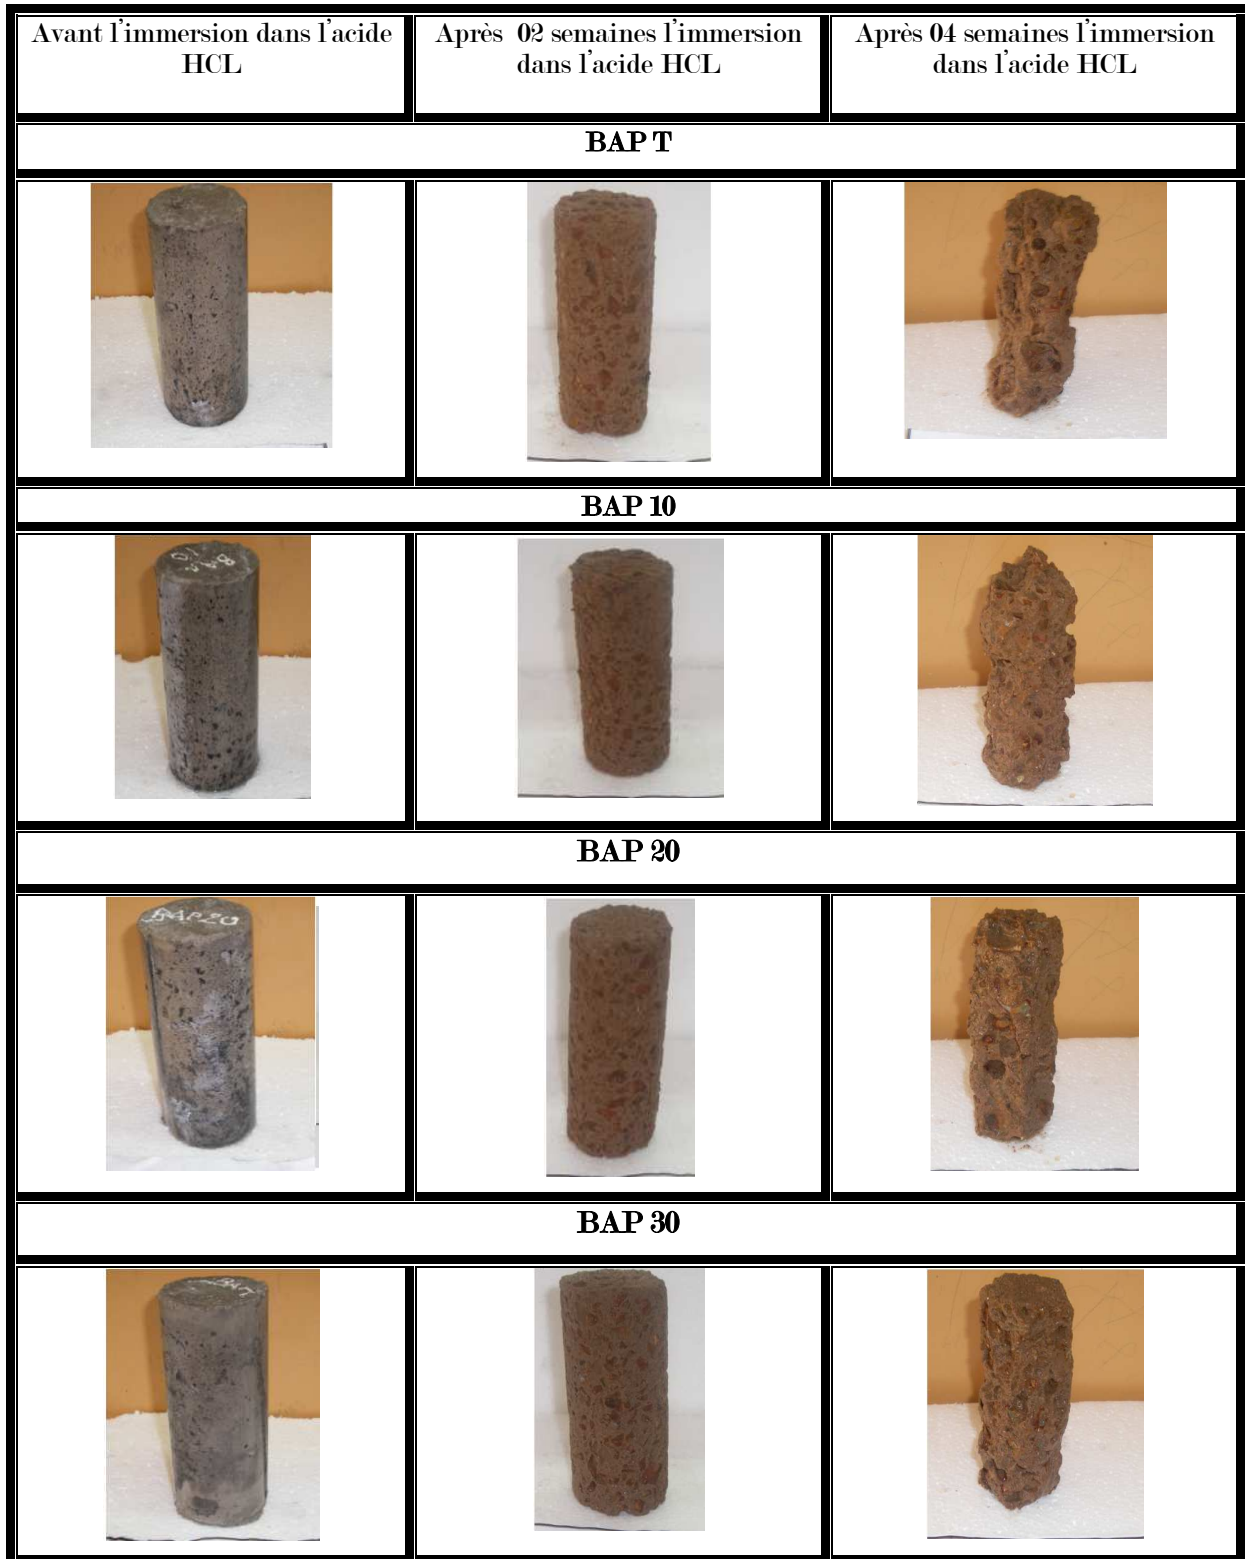 Avant l'immersion dans l'acide
HCL
Après 02 semaines l'immersion
dans l'acide HCL
Après 04 semaines l'immersion
dans l'acide HCL
BAP T
BAP 10
BAP 20
BAP20
BAP 30